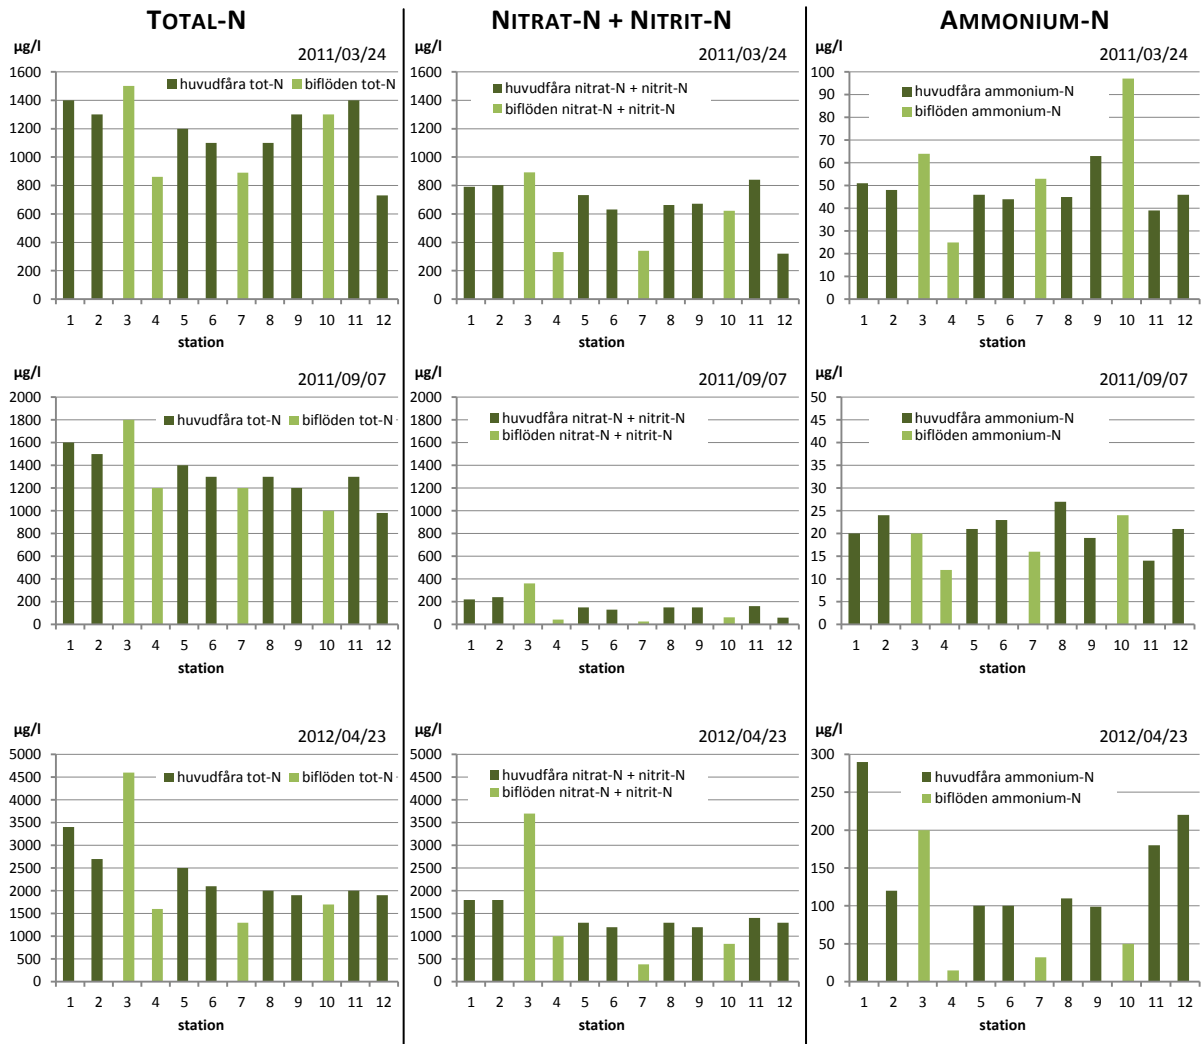 TOTAL-N
NITRAT-N + NITRIT-N
AMMONIUM-N
µg/l
2011/03/24
huvudfåra tot-N
biflöden tot-N
1600
1400
1200
1000
800
600
400
200
0
1 2 3 4 5 6 7 8 9 10 11 12
station
µg/l
2011/03/24
huvudfåra nitrat-N + nitrit-N
biflöden nitrat-N + nitrit-N
1600
1400
1200
1000
800
600
400
200
0
1 2 3 4 5 6 7 8 9 10 11 12
station
µg/l
2011/03/24
huvudfåra ammonium-N
biflöden ammonium-N
100
90
80
70
60
50
40
30
20
10
0
1 2 3 4 5 6 7 8 9 10 11 12
station
µg/l
2011/09/07
huvudfåra tot-N
biflöden tot-N
2000
1800
1600
1400
1200
1000
800
600
400
200
0
1 2 3 4 5 6 7 8 9 10 11 12
station
µg/l
2011/09/07
huvudfåra nitrat-N + nitrit-N
biflöden nitrat-N + nitrit-N
2000
1800
1600
1400
1200
1000
800
600
400
200
0
1 2 3 4 5 6 7 8 9 10 11 12
station
µg/l
2011/09/07
huvudfåra ammonium-N
biflöden ammonium-N
50
45
40
35
30
25
20
15
10
5
0
1 2 3 4 5 6 7 8 9 10 11 12
station
µg/l
2012/04/23
huvudfåra tot-N
biflöden tot-N
5000
4500
4000
3500
3000
2500
2000
1500
1000
500
0
1 2 3 4 5 6 7 8 9 10 11 12
station
µg/l
2012/04/23
huvudfåra nitrat-N + nitrit-N
biflöden nitrat-N + nitrit-N
5000
4500
4000
3500
3000
2500
2000
1500
1000
500
0
1 2 3 4 5 6 7 8 9 10 11 12
station
µg/l
2012/04/23
huvudfåra ammonium-N
biflöden ammonium-N
300
250
200
150
100
50
0
1 2 3 4 5 6 7 8 9 10 11 12
station